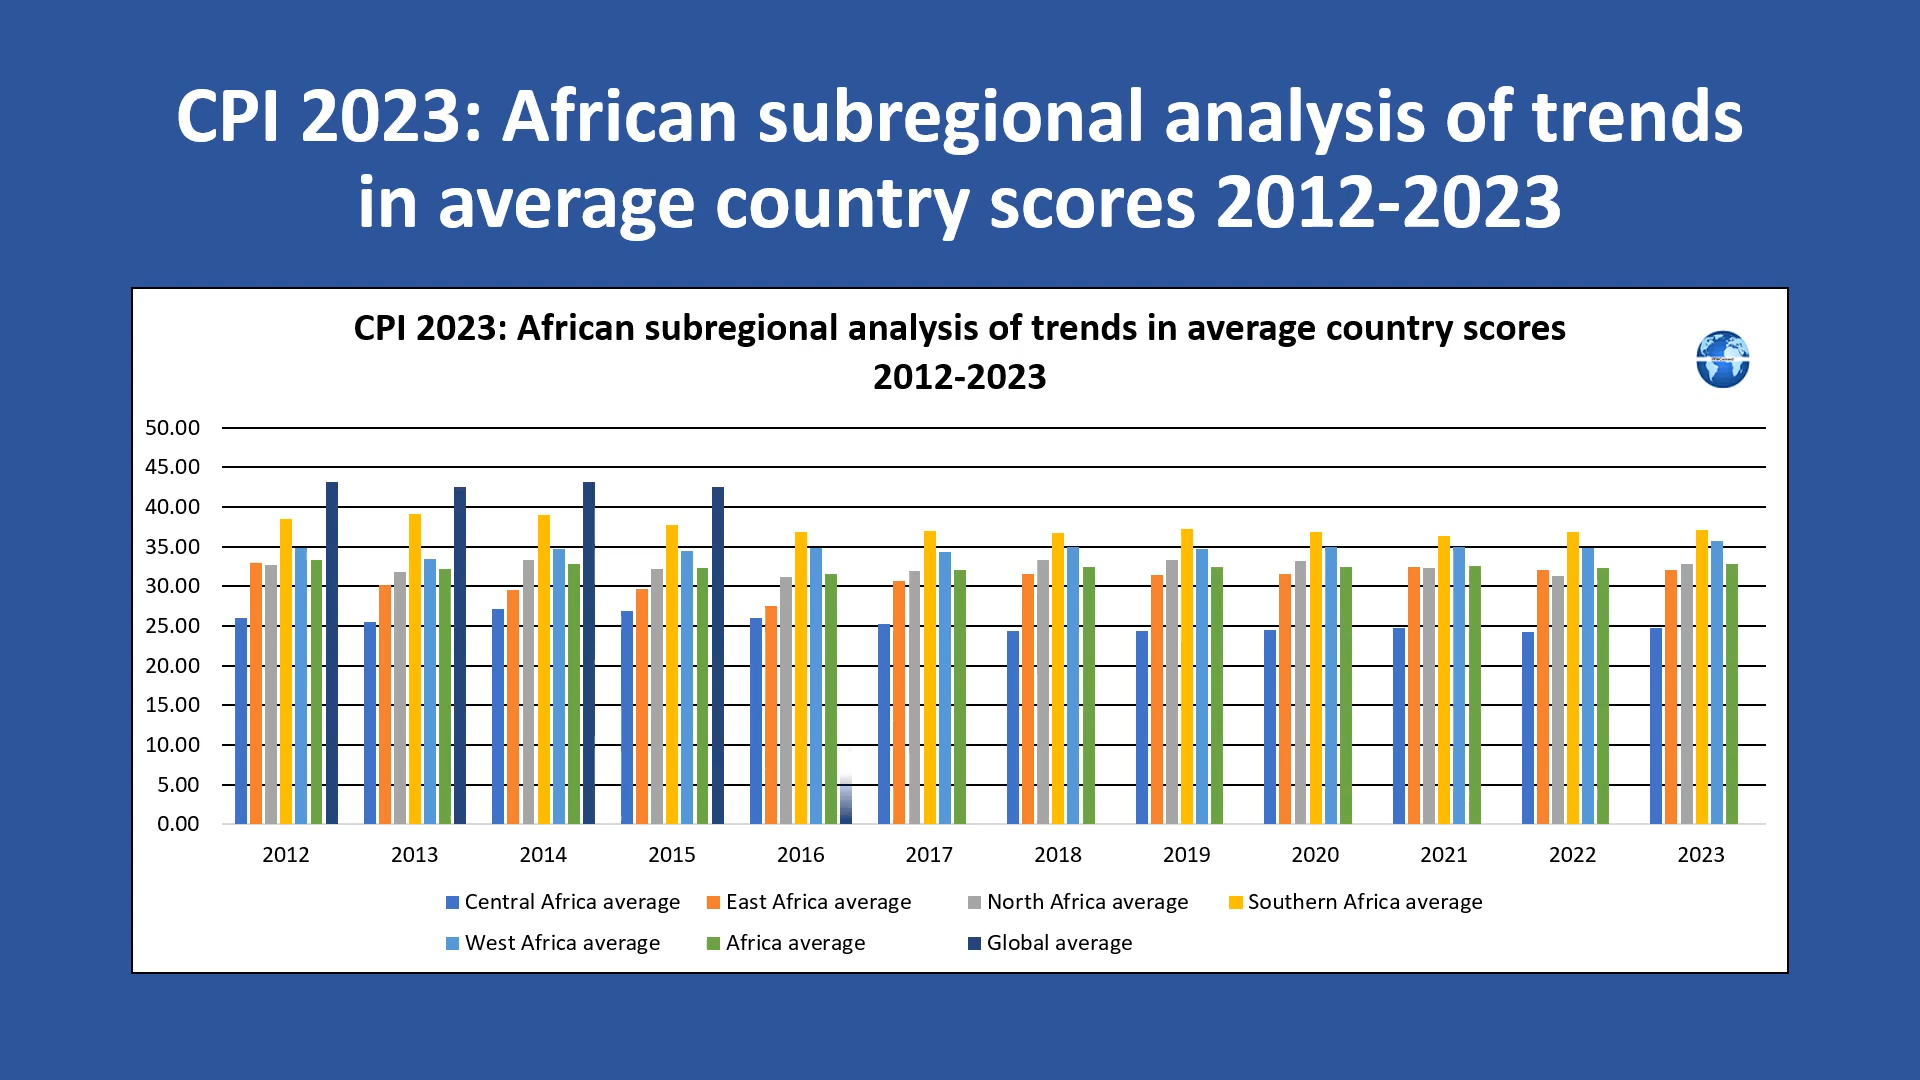 CPI 2023: African subregional analysis of trends
in average country scores 2012-2023
CPI 2023: African subregional analysis of trends in average country scores
2012-2023
50.00
45.00
40.00
35.00
30.00
25.00
20.00
15.00
10.00
5.00
0.00
2012 2013 2014 2015 2016 2017 2018 2019 2020 2021 2022 2023
Central Africa average East Africa average North Africa average Southern Africa average
West Africa average Africa average Global average